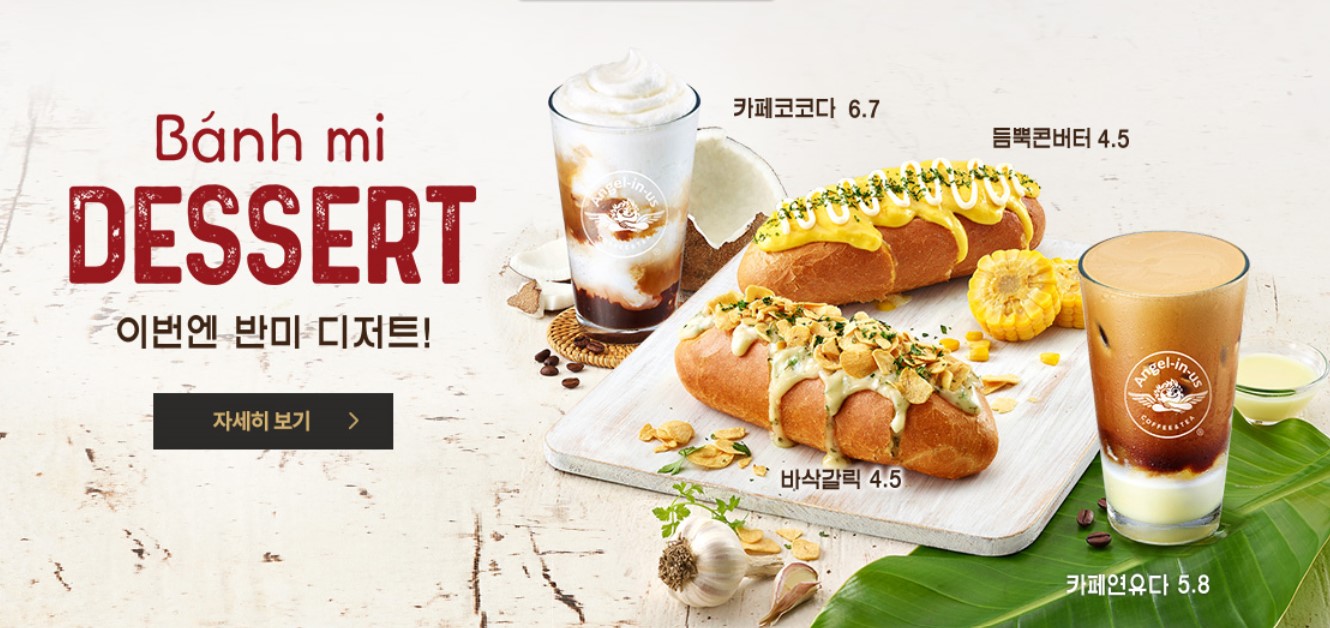 Bánh mi
DESSERT
이번엔 반미 디저트!
자세히 보기
카페코코다 6.7
듬뿍콘버터 4.5
바삭갈릭 4.5
카페연유다 5.8
Angel-in-us
COFFEE&TEA
Angel-in-us
COFFEE&TEA